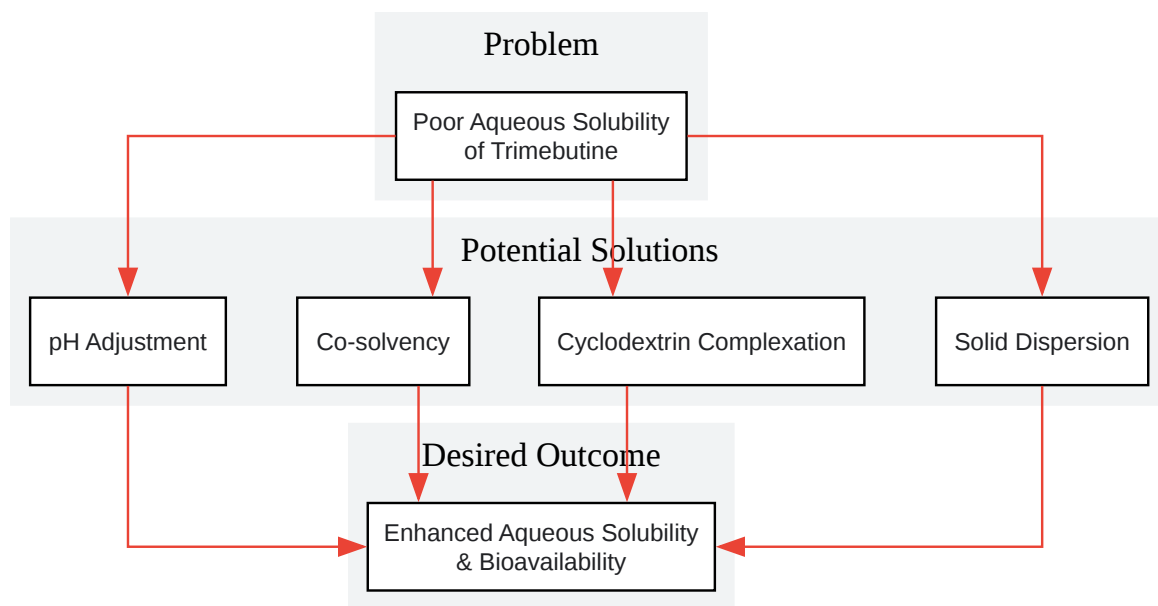 Problem
Poor Aqueous Solubility
of Trimebutine
Potential Solutions
pH Adjustment
Co-solvency
Cyclodextrin Complexation
Solid Dispersion
Desired Outcome
Enhanced Aqueous Solubility
& Bioavailability